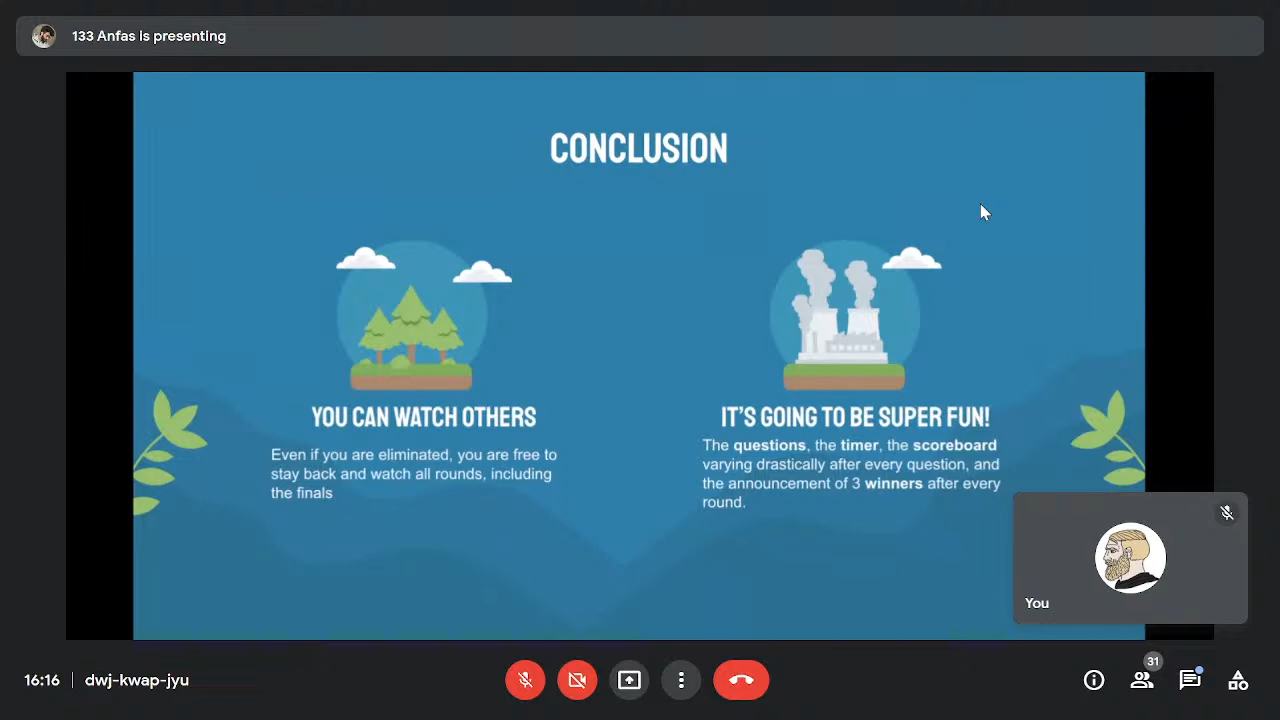 133 Anfas Is presenting
CONCLUSION
YOU CAN WATCH OTHERS
Even if you are eliminated, you are free to
stay back and watch all rounds, including
the finals
IT'S GOING TO BE SUPER FUN!
The questions, the timer, the scoreboard
varying drastically after every question, and
the announcement of 3 winners after every
round.
You
16:16 | dwj-kwap-jyu
31